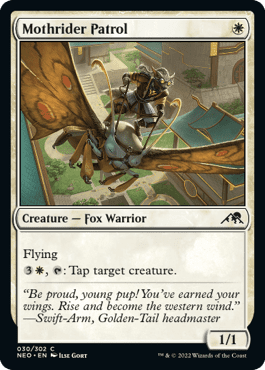 Mothrider Patrol
Creature — Fox Warrior
Flying
3, : Tap target creature.
"Be proud, young pup! You've earned your
wings. Rise and become the western wind."
—Swift-Arm, Golden-Tail headmaster
1/1
030/302 C
NEO • EN Ilse Gort
™ & © 2022 Wizards of the Coast